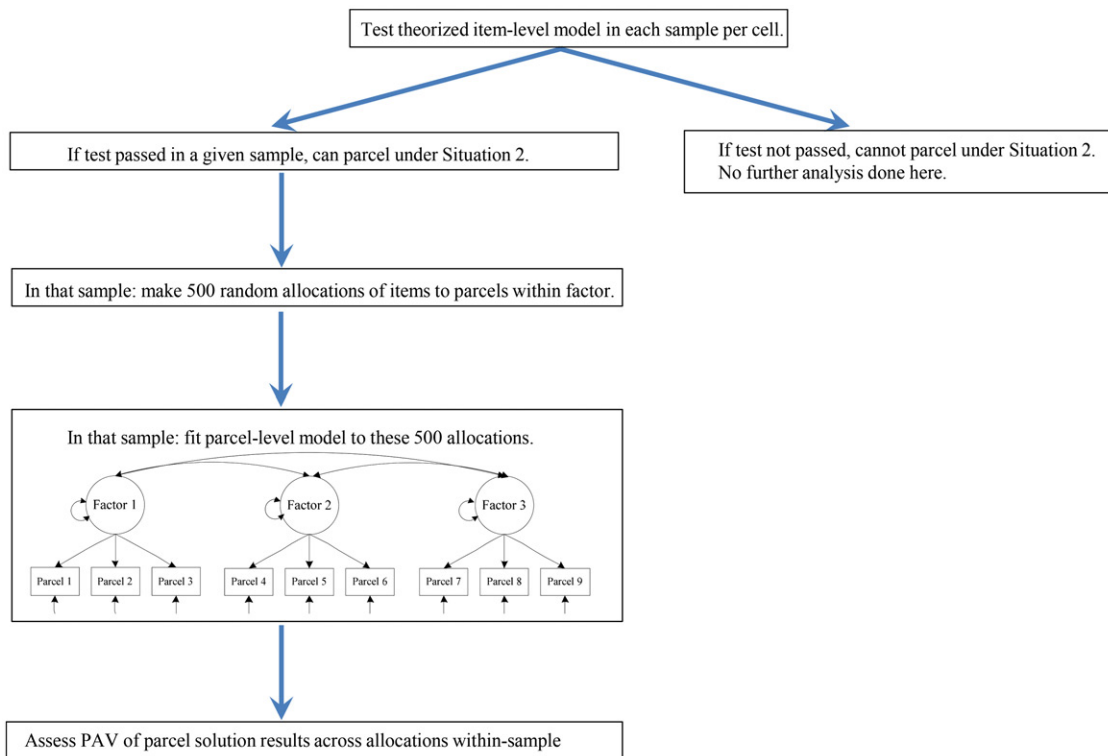 Test theorized item-level model in each sample per cell.
If test passed in a given sample, can parcel under Situation 2.
If test not passed, cannot parcel under Situation 2.
No further analysis done here.
In that sample: make 500 random allocations of items to parcels within factor.
In that sample: fit parcel-level model to these 500 allocations.
Factor 1
Factor 2
Factor 3
Parcel 1
Parcel 2
Parcel 3
Parcel 4
Parcel 5
Parcel 6
Parcel 7
Parcel 8
Parcel 9
Assess PAV of parcel solution results across allocations within-sample